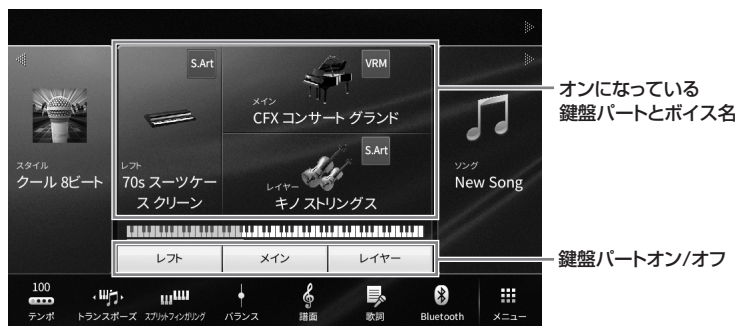 S.Art
VRM
メイン
CFX コンサート グランド
スタイル
クール 8ビート
レフト
70s スーツケー
ス クリーン
S.Art
レイヤー
キノ ストリングス
ソング
New Song
オンになっている
鍵盤パートとボイス名
レフト
メイン
レイヤー
鍵盤パートオン/オフ
100
テンポ
トランスポーズ
スプリットフィンガリング
バランス
譜面
歌詞
Bluetooth
メニュー